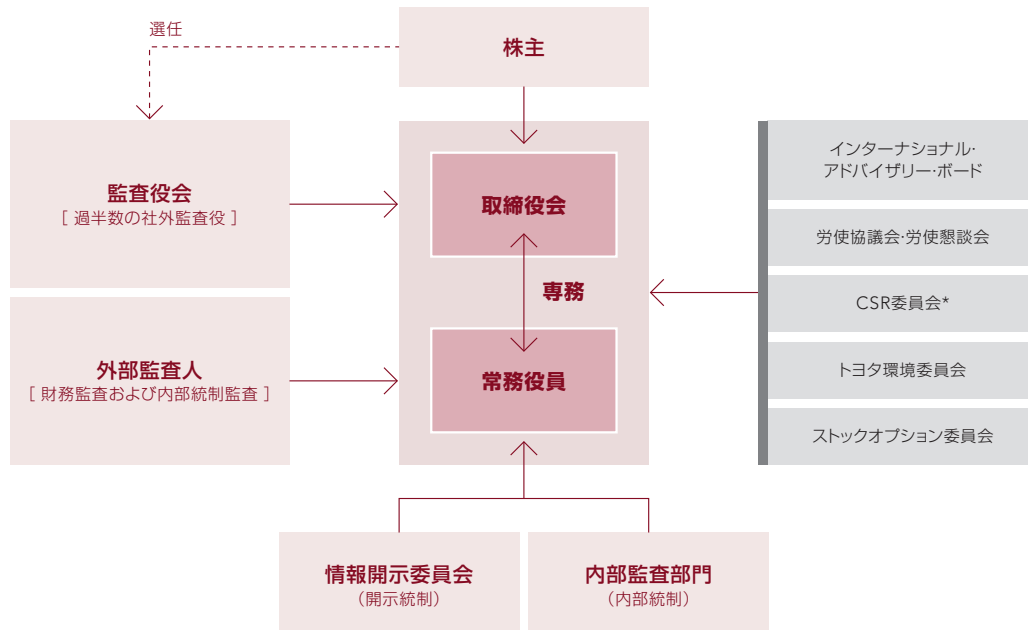 選任
株主
監査役会
[ 過半数の社外監査役 ]
外部監査人
[ 財務監査および内部統制監査 ]
取締役会
専務
常務役員
インターナショナル・
アドバイザリー・ボード
労使協議会・労使懇談会
CSR委員会*
トヨタ環境委員会
ストックオプション委員会
情報開示委員会
（開示統制）
内部監査部門
（内部統制）